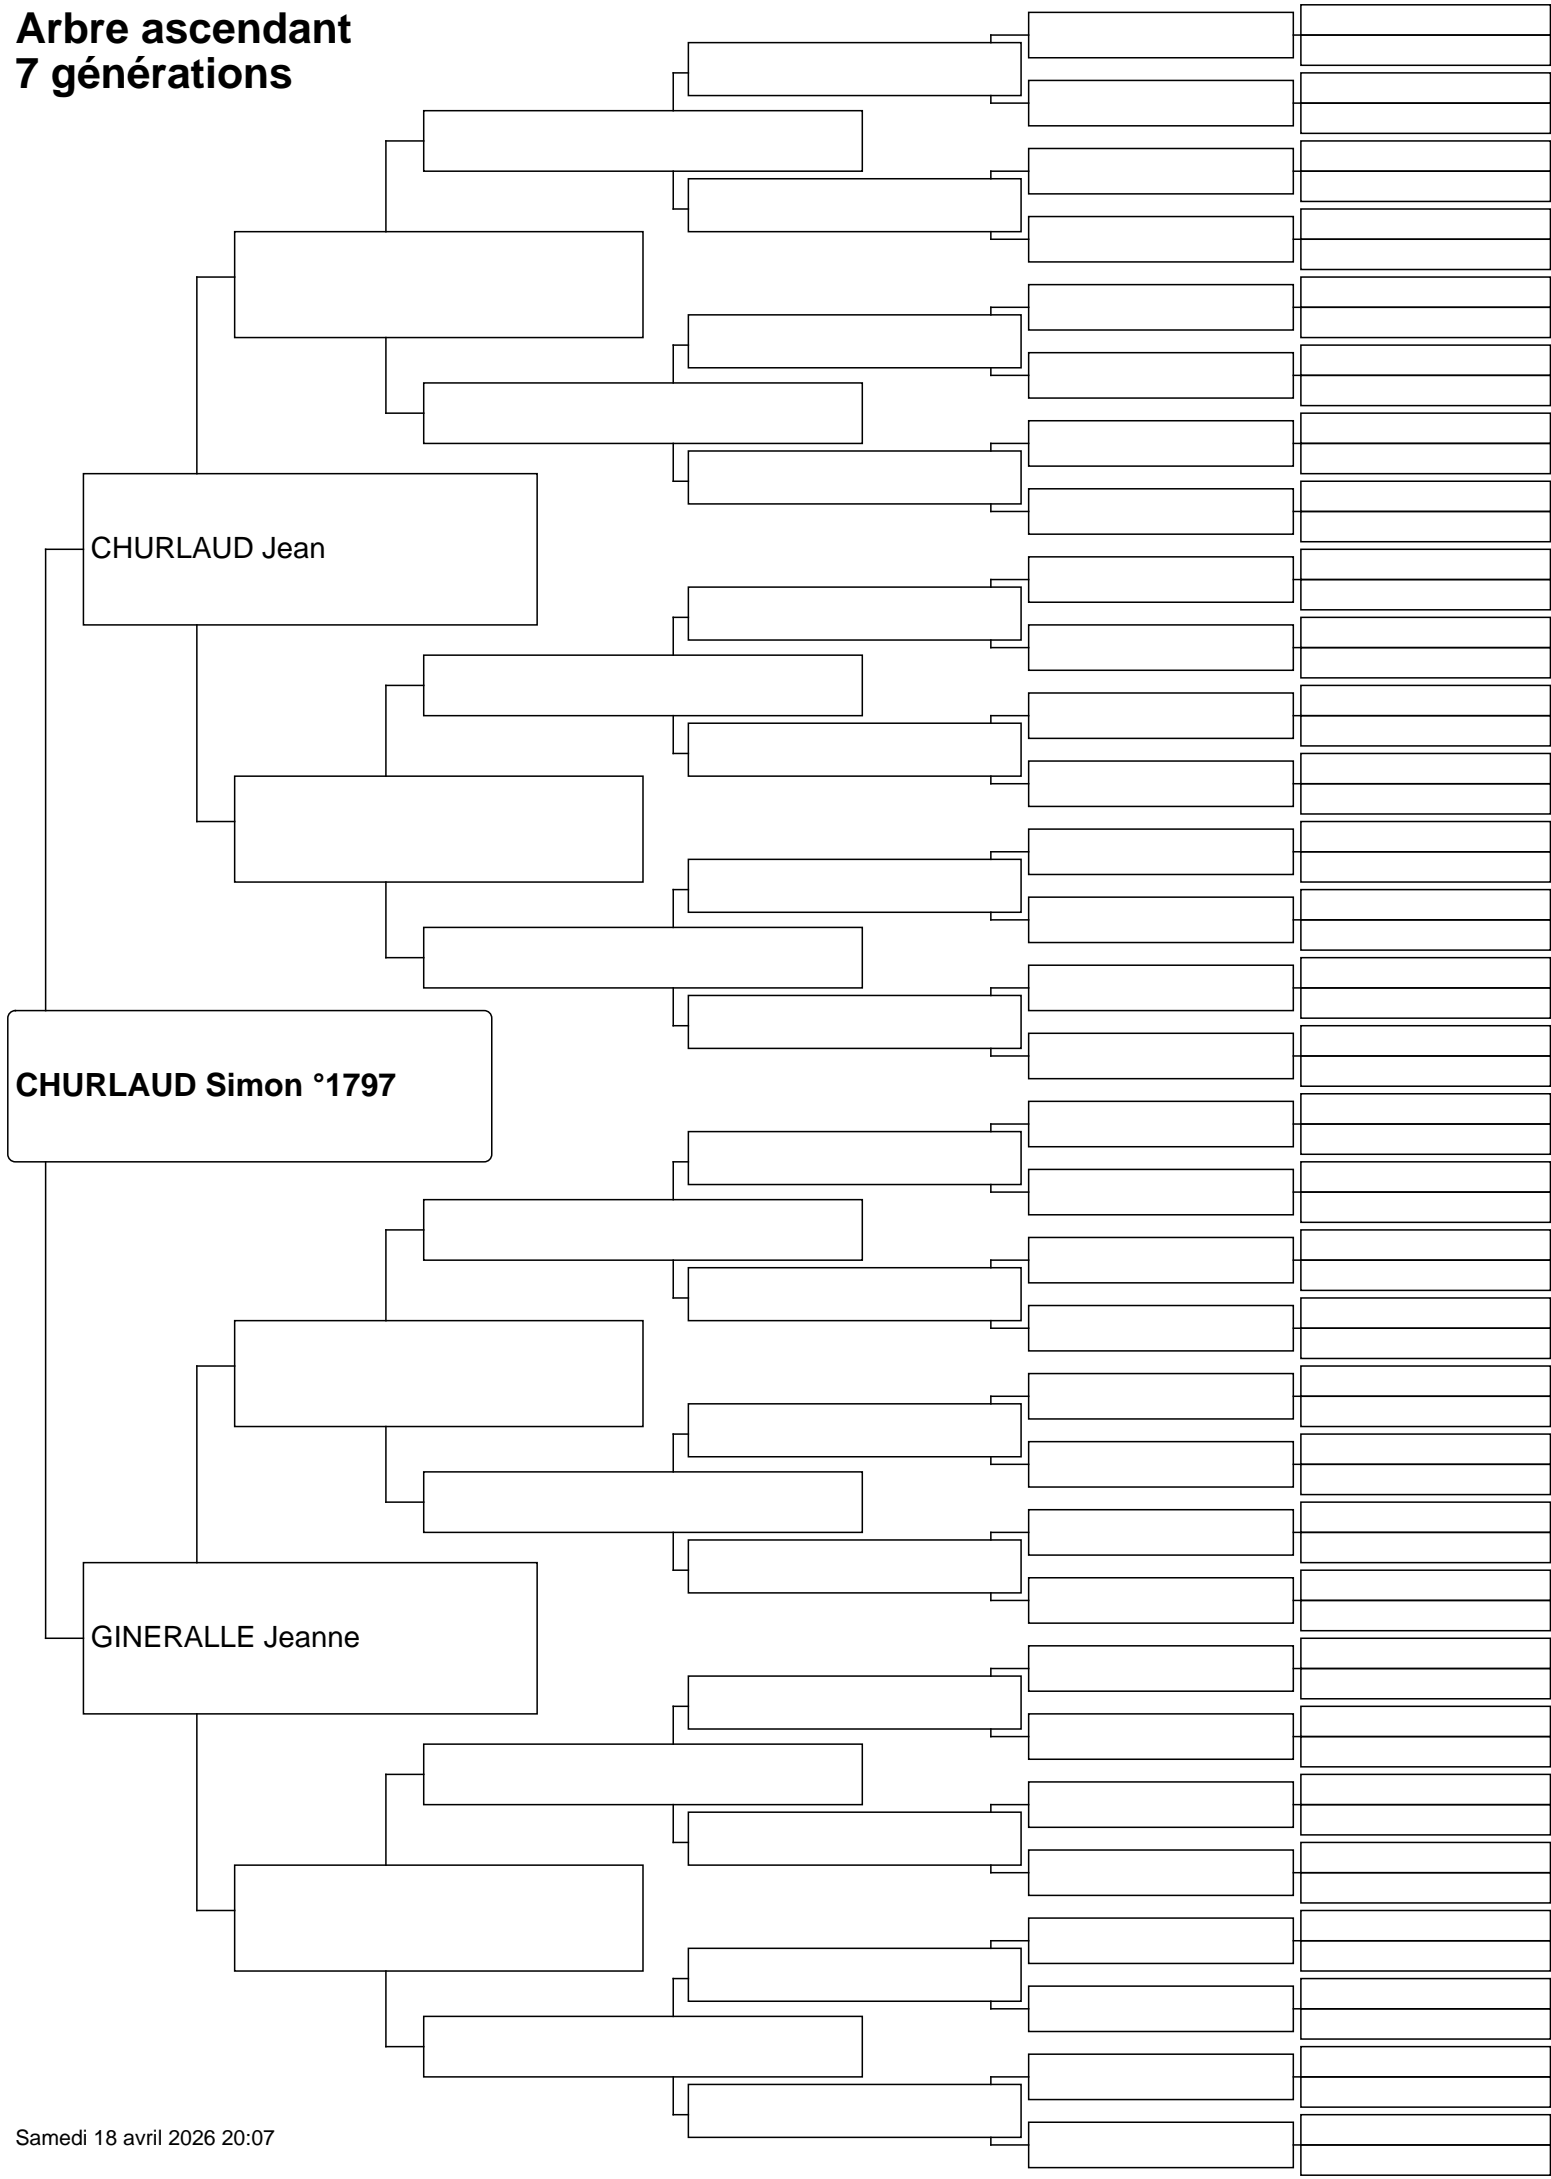 Arbre ascendant
7 générations
CHURLAUD Jean
CHURLAUD Simon °1797
GINERALLE Jeanne
Samedi 18 avril 2026 20:07